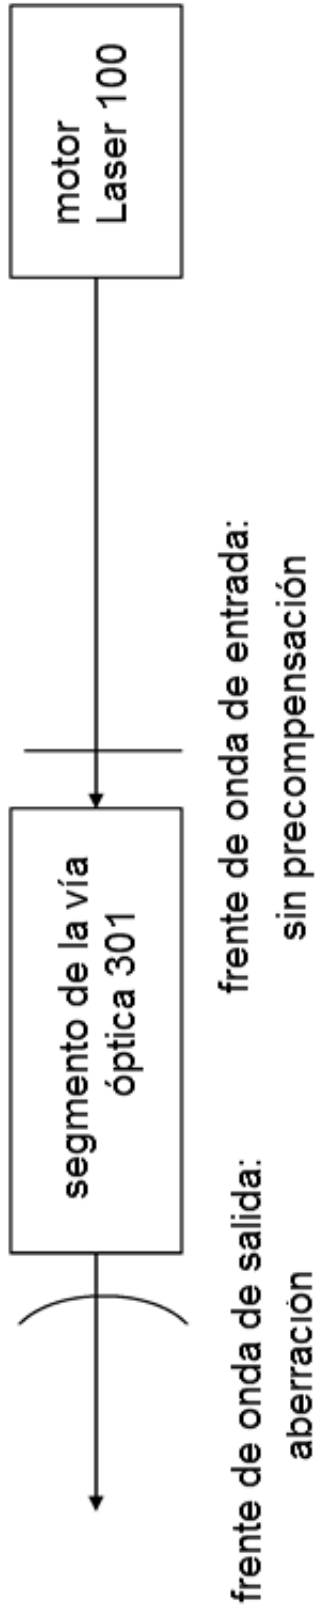 segmento de la vía
óptica 301
motor
Laser 100
frente de onda de salida:
aberración
frente de onda de entrada:
sin precompensación